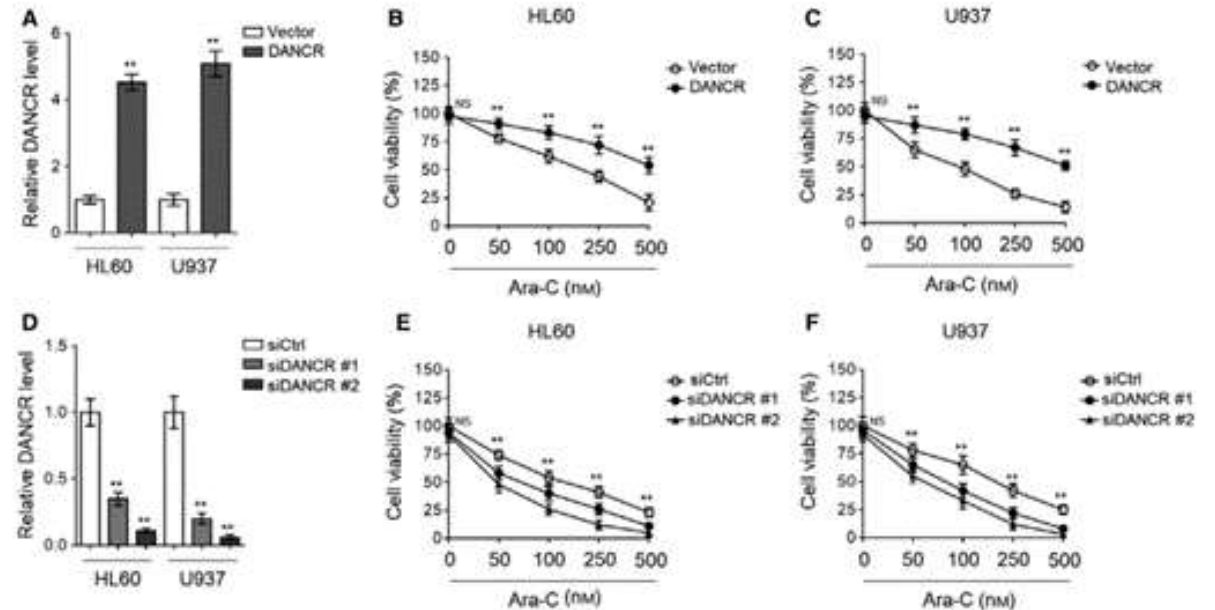 A
Relative DANCR level
6
4
2
0
** **
HL60 U937
Vector
DANCR
B
HL60
Cell viability (%)
150
125
100
75
50
25
0
NS ** ** ** **
0 50 100 250 500
Ara-C (nM)
Vector
DANCR
C
U937
Cell viability (%)
150
125
100
75
50
25
0
NS ** ** ** **
0 50 100 250 500
Ara-C (nM)
Vector
DANCR
D
Relative DANCR level
1.5
1.0
0.5
0.0
** ** ** **
HL60 U937
siCtrl
siDANCR #1
siDANCR #2
E
HL60
Cell viability (%)
150
125
100
75
50
25
0
NS ** ** ** **
0 50 100 250 500
Ara-C (nM)
siCtrl
siDANCR #1
siDANCR #2
F
U937
Cell viability (%)
150
125
100
75
50
25
0
NS ** ** ** **
0 50 100 250 500
Ara-C (nM)
siCtrl
siDANCR #1
siDANCR #2